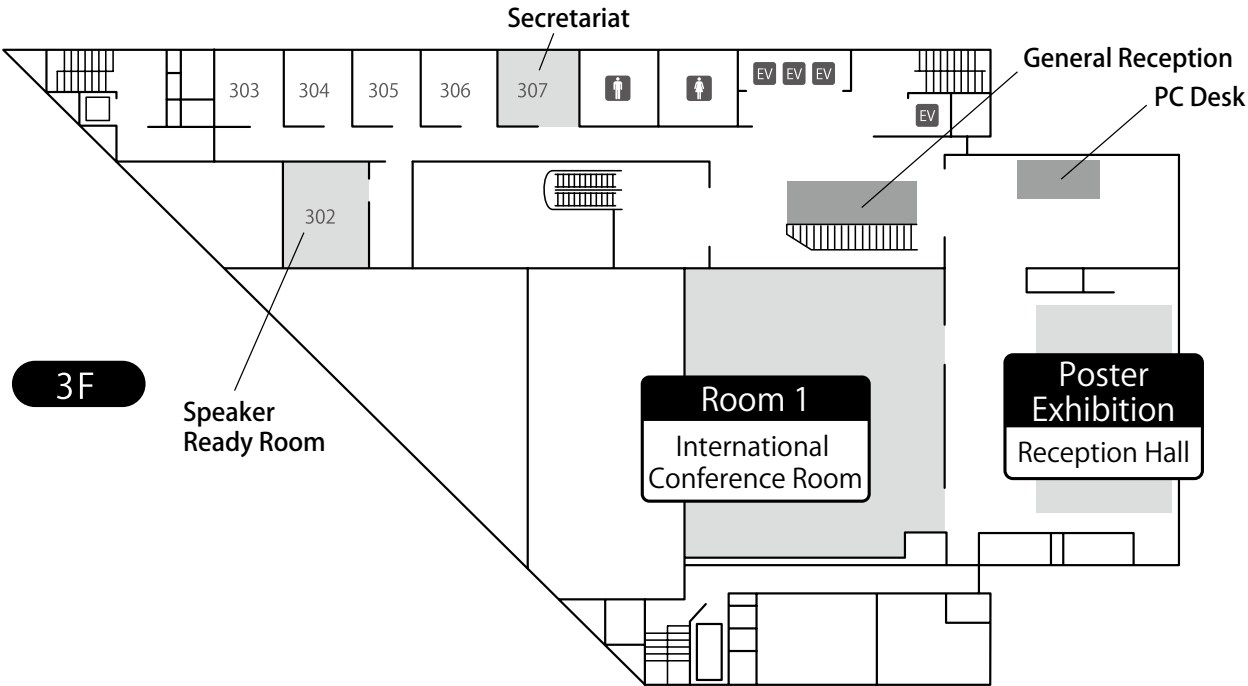 Secretariat
General Reception
PC Desk
303
304
305
306
307
EV
EV
EV
EV
302
3F
Speaker
Ready Room
Room 1
International
Conference Room
Poster
Exhibition
Reception Hall